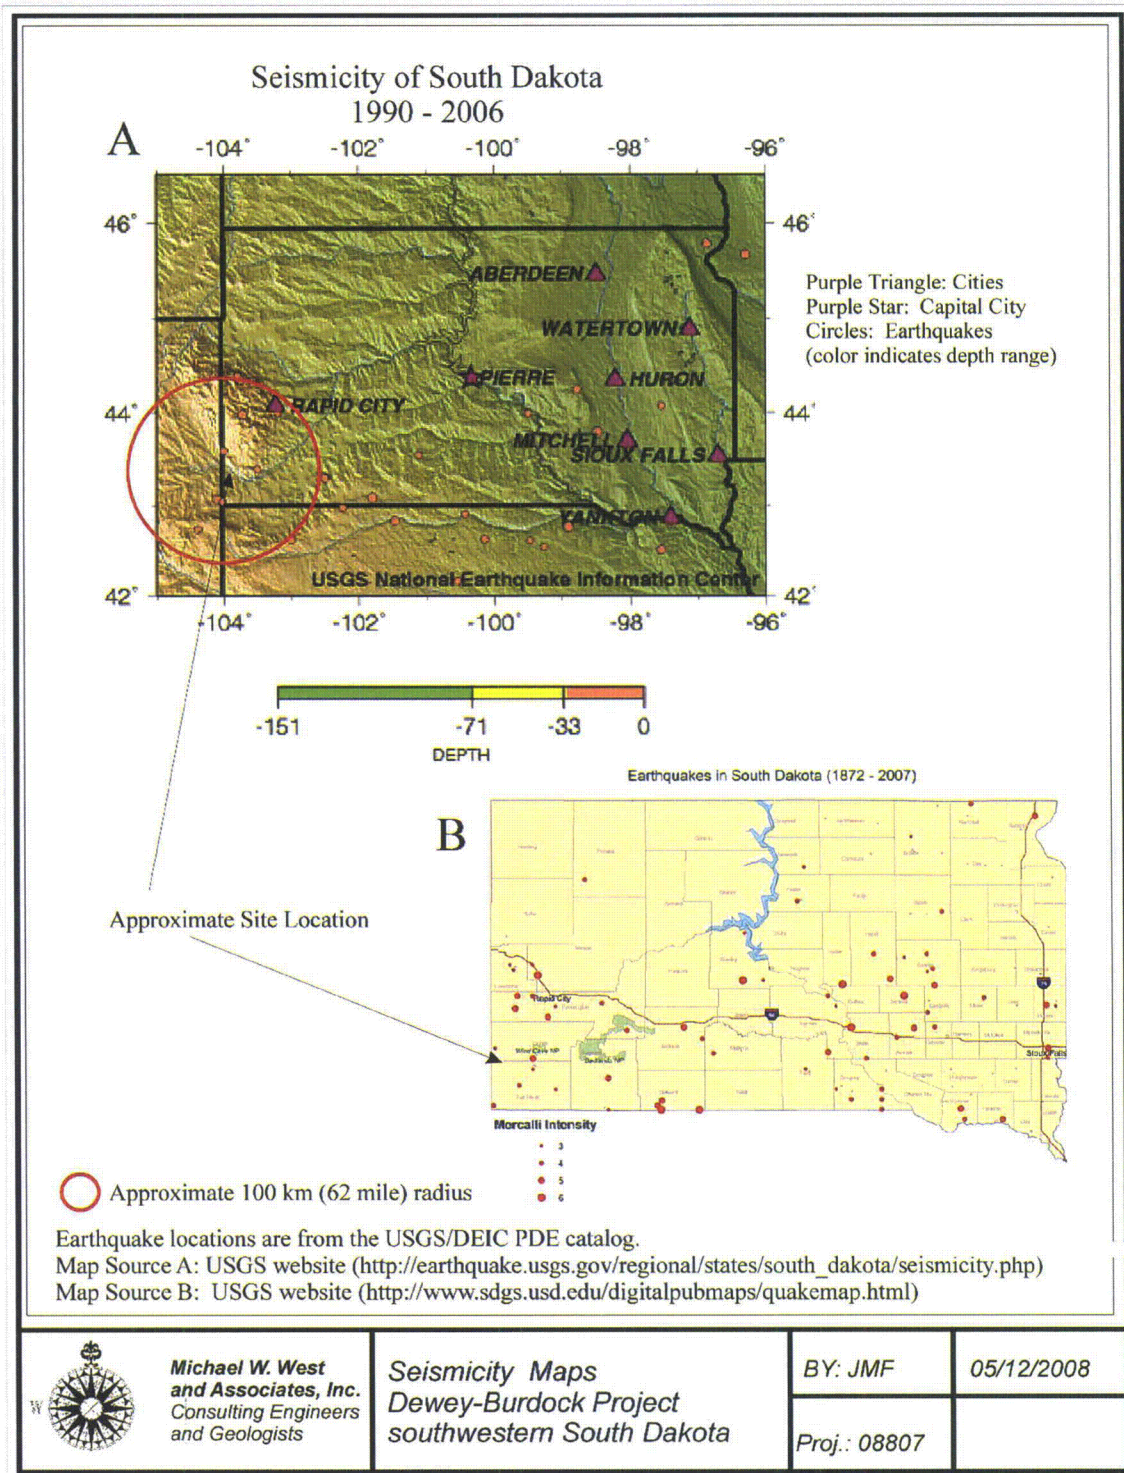 Seismicity of South Dakota
1990 - 2006
A
-104° -102° -100° -98° -96°
46° 46°
ABERDEEN
WATERTOWN
PIERRE HURON
44° RAPID CITY 44°
MITCHELL
SIOUX FALLS
YANKTON
USGS National Earthquake Information Center
42° 42°
-104° -102° -100° -98° -96°
Purple Triangle: Cities
Purple Star: Capital City
Circles: Earthquakes
(color indicates depth range)
-151 -71 -33 0
DEPTH
Earthquakes in South Dakota (1872 - 2007)
B
Approximate Site Location
Rapid City
Wind Cave NP
Badlands NP
Sioux Falls
Morcalli Intensity
3
4
5
6
Approximate 100 km (62 mile) radius
Earthquake locations are from the USGS/DEIC PDE catalog.
Map Source A: USGS website (http://earthquake.usgs.gov/regional/states/south_dakota/seismicity.php)
Map Source B: USGS website (http://www.sdgs.usd.edu/digitalpubmaps/quakemap.html)
Michael W. West
and Associates, Inc.
Consulting Engineers
and Geologists
Seismicity Maps
Dewey-Burdock Project
southwestern South Dakota
BY: JMF
05/12/2008
Proj.: 08807